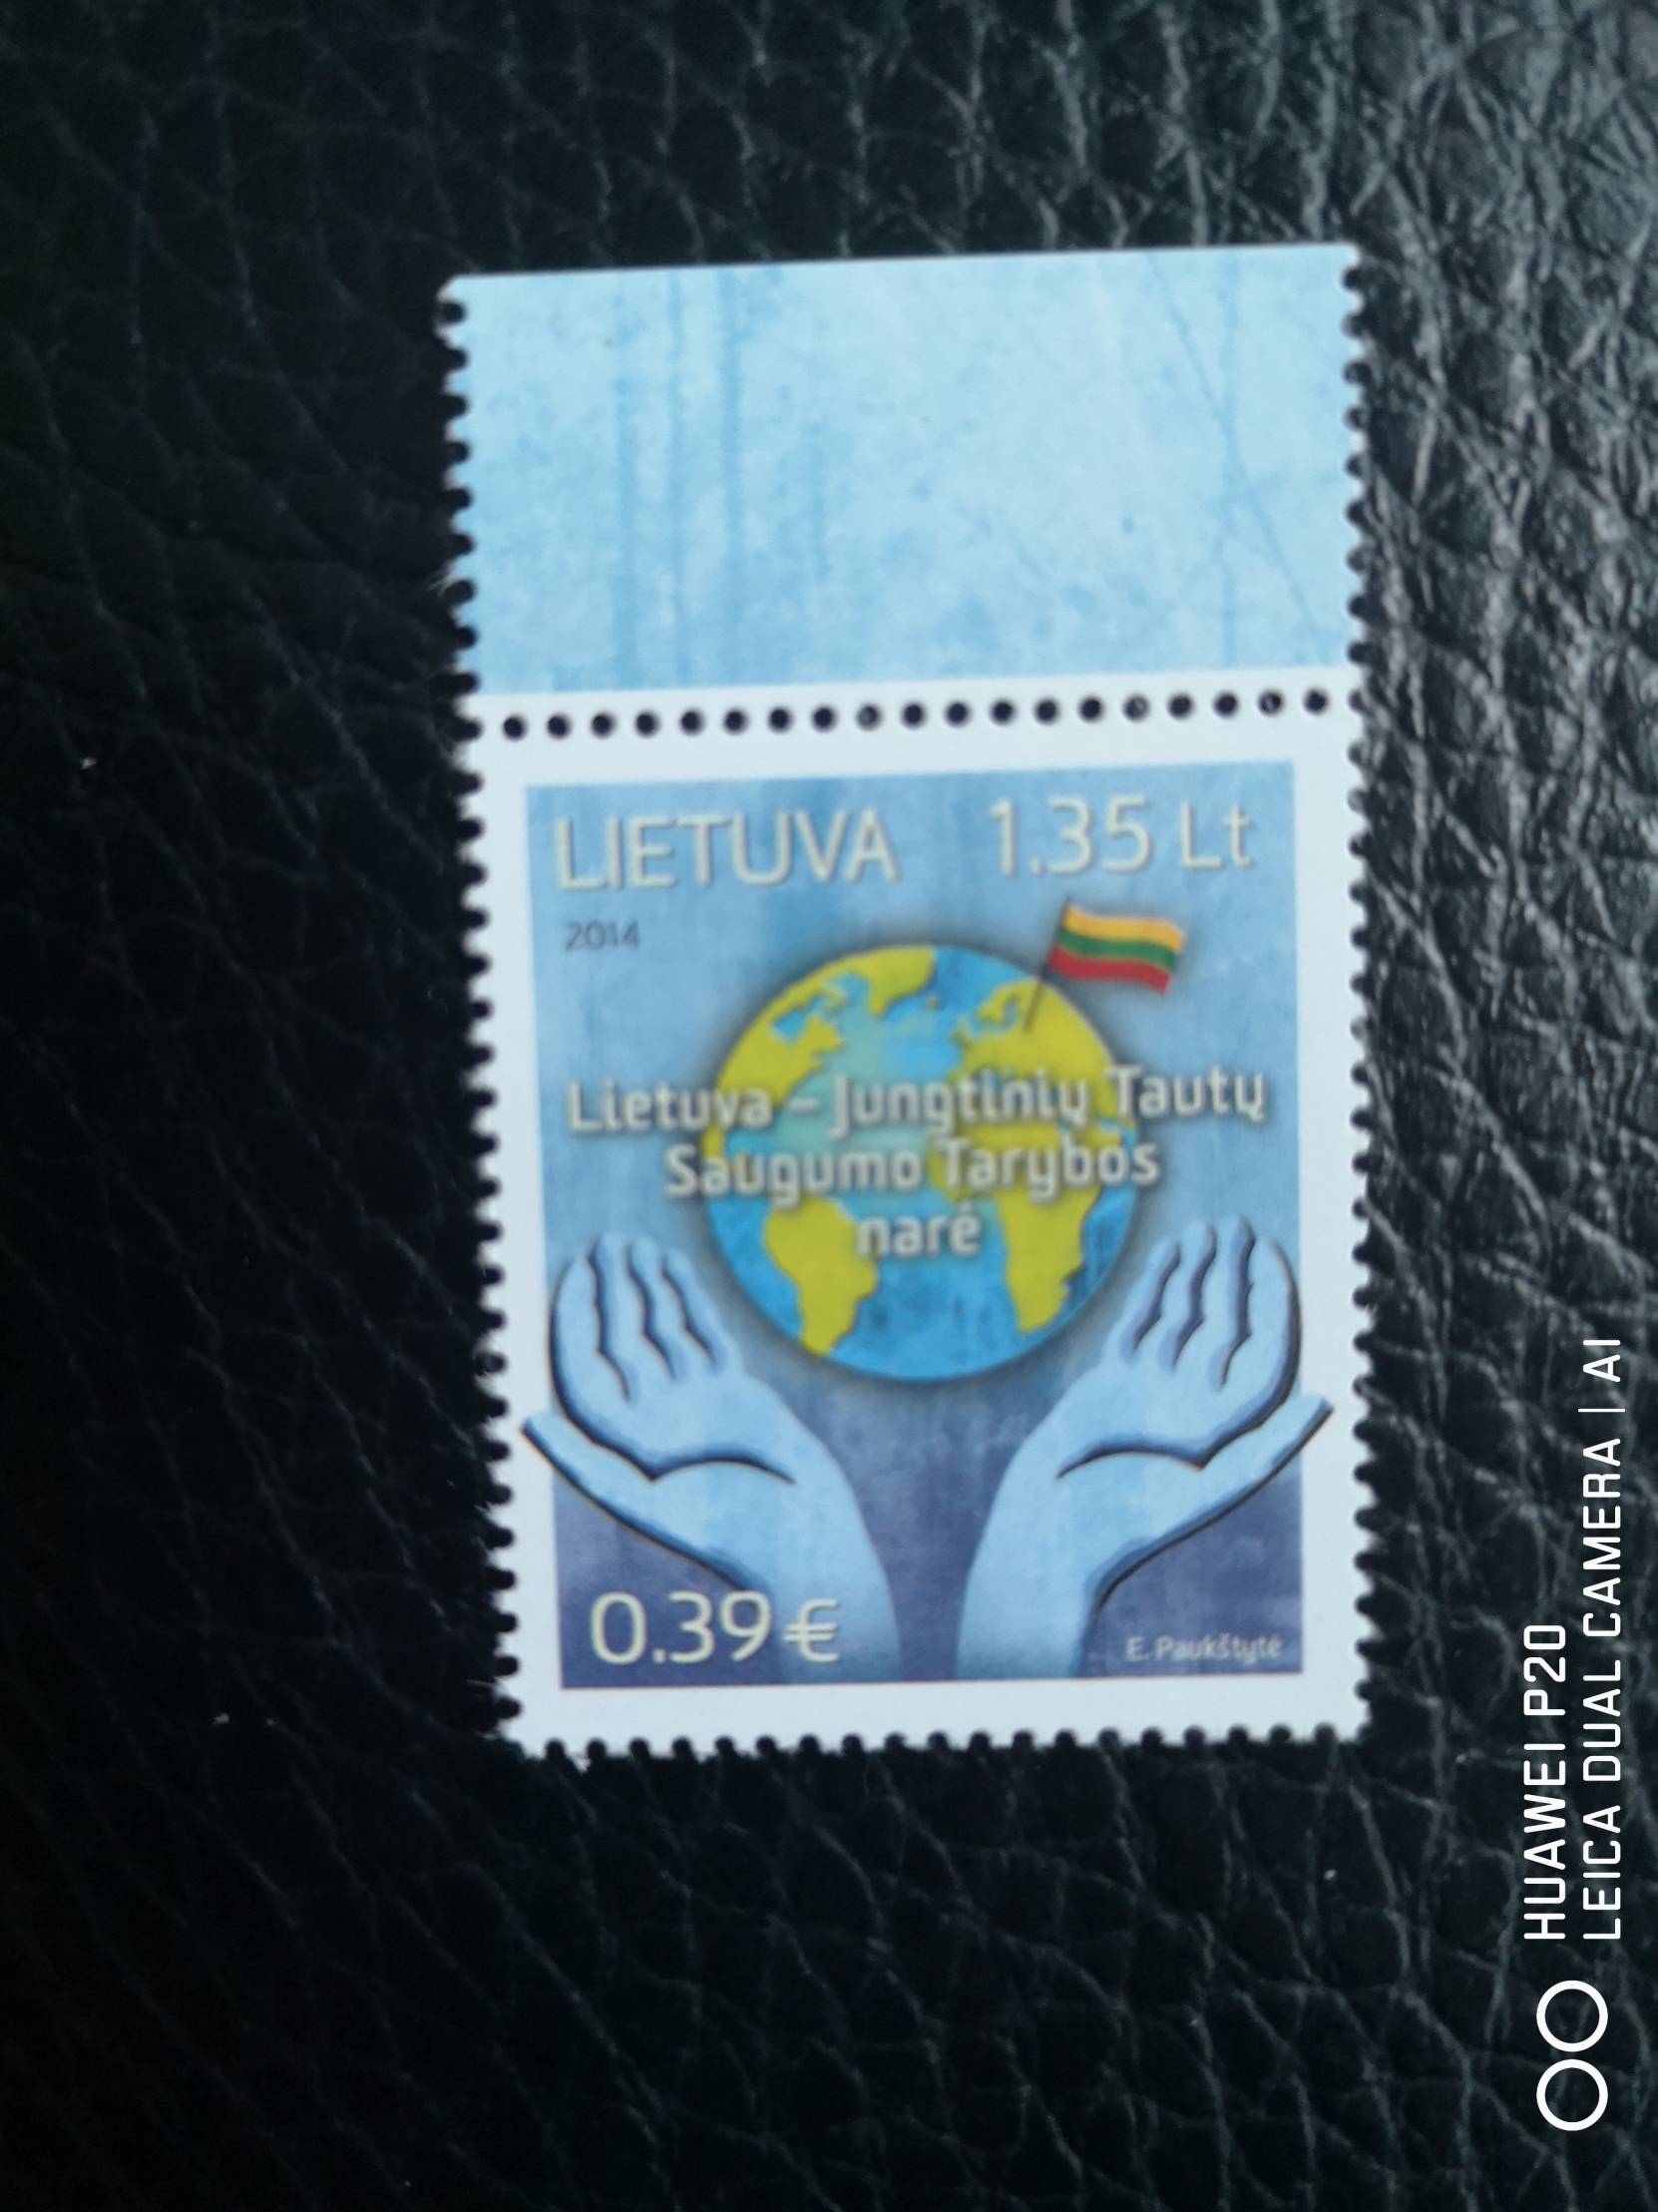 LIETUVA 1.35 Lt
2014
Lietuva – Jungtinių Tautų
Saugumo Tarybos
narė
0.39 €
E. Paukštytė
HUAWEI P20
LEICA DUAL CAMERA | AI